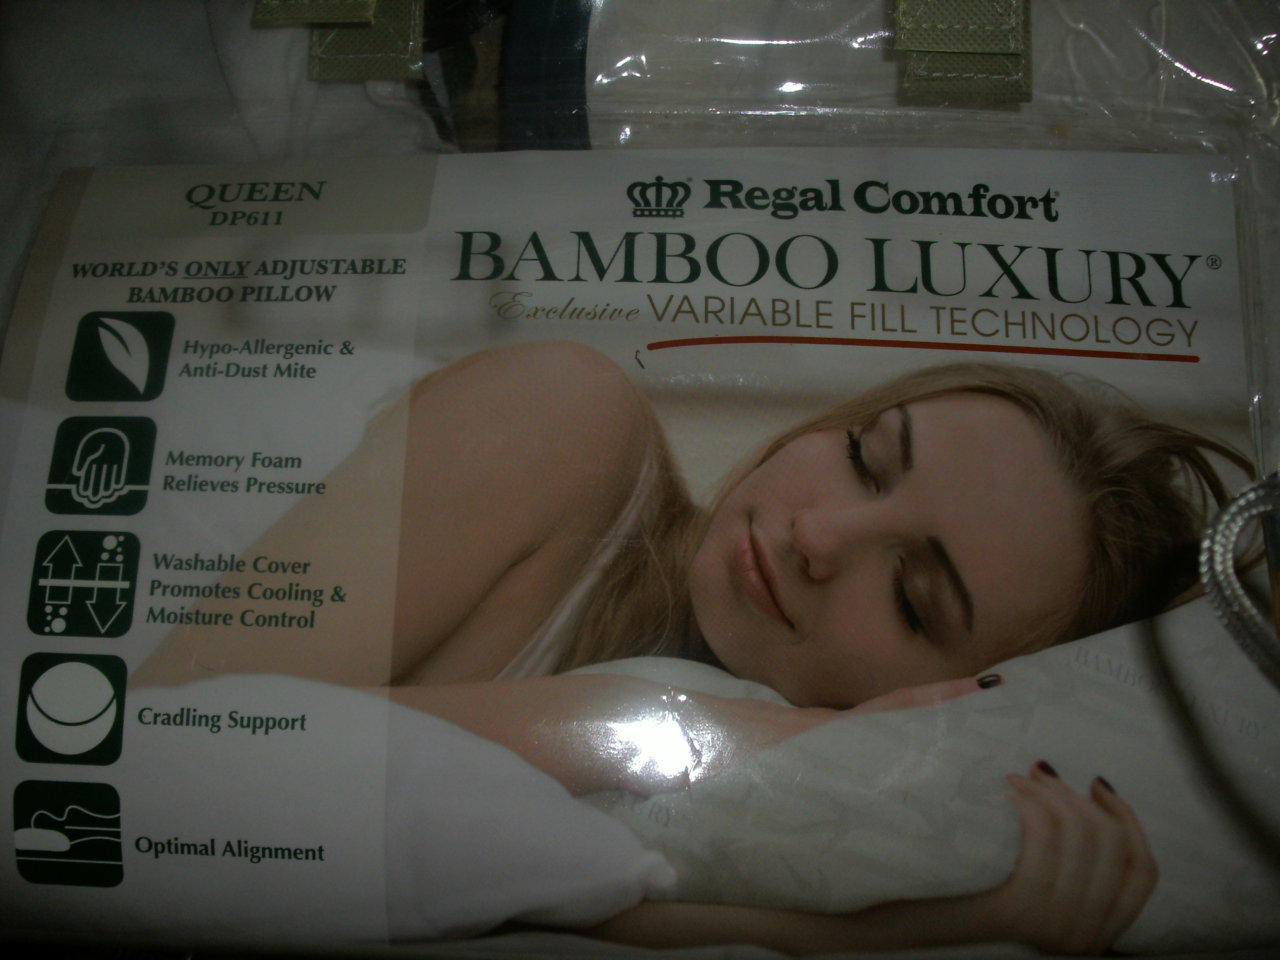 QUEEN
DP611
WORLD'S ONLY ADJUSTABLE
BAMBOO PILLOW
Hypo-Allergenic &
Anti-Dust Mite
Memory Foam
Relieves Pressure
Washable Cover
Promotes Cooling &
Moisture Control
Cradling Support
Optimal Alignment
Regal Comfort
BAMBOO LUXURY®
Exclusive VARIABLE FILL TECHNOLOGY